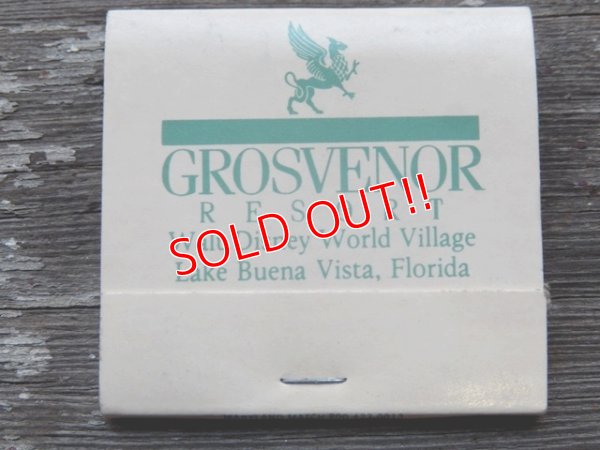 GROSVENOR
RESORT
Walt Disney World Village
Lake Buena Vista, Florida
SOLD OUT!!